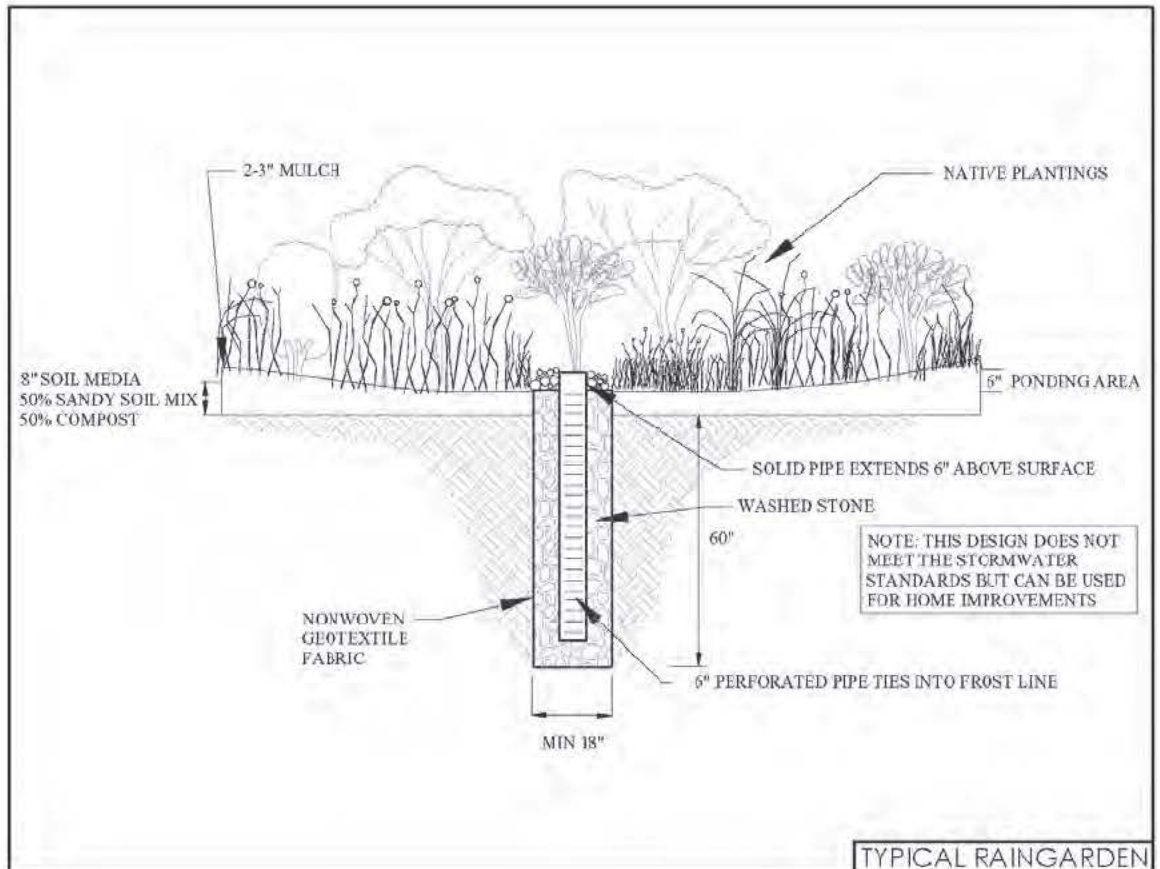 2-3" MULCH
NATIVE PLANTINGS
8" SOIL MEDIA
50% SANDY SOIL MIX
50% COMPOST
6" PONDING AREA
SOLID PIPE EXTENDS 6" ABOVE SURFACE
WASHED STONE
60"
NOTE: THIS DESIGN DOES NOT
MEET THE STORMWATER
STANDARDS BUT CAN BE USED
FOR HOME IMPROVEMENTS
NONWOVEN
GEOTEXTILE
FABRIC
6" PERFORATED PIPE TIES INTO FROST LINE
MIN 18"
TYPICAL RAINGARDEN